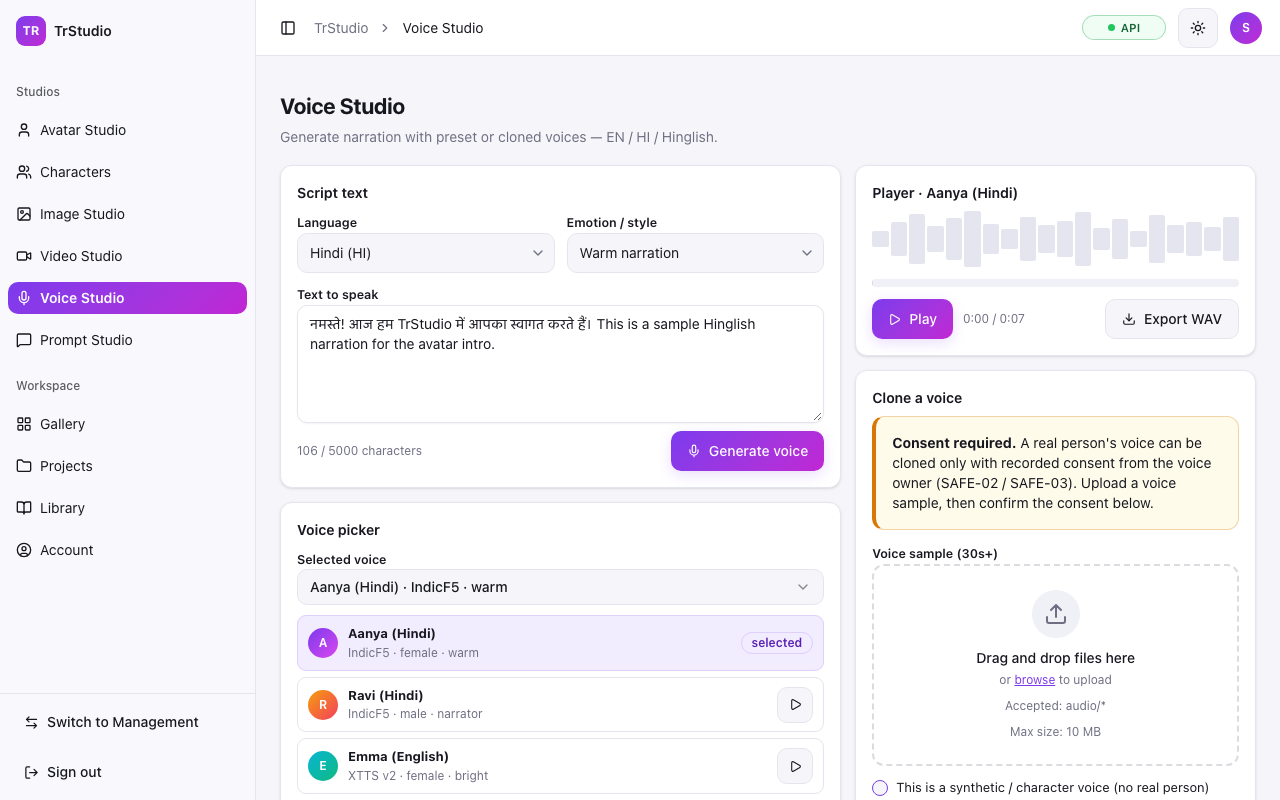 TR TrStudio
Studios
Avatar Studio
Characters
Image Studio
Video Studio
Voice Studio
Prompt Studio
Workspace
Gallery
Projects
Library
Account
Switch to Management
Sign out
TrStudio > Voice Studio
API
S
Voice Studio
Generate narration with preset or cloned voices — EN / HI / Hinglish.
Script text
Language
Hindi (HI)
Emotion / style
Warm narration
Text to speak
नमस्ते! आज हम TrStudio में आपका स्वागत करते हैं। This is a sample Hinglish
narration for the avatar intro.
106 / 5000 characters
Generate voice
Voice picker
Selected voice
Aanya (Hindi) · IndicF5 · warm
A
Aanya (Hindi)
IndicF5 · female · warm
selected
R
Ravi (Hindi)
IndicF5 · male · narrator
E
Emma (English)
XTTS v2 · female · bright
Player · Aanya (Hindi)
Play
0:00 / 0:07
Export WAV
Clone a voice
Consent required. A real person's voice can be
cloned only with recorded consent from the voice
owner (SAFE-02 / SAFE-03). Upload a voice
sample, then confirm the consent below.
Voice sample (30s+)
Drag and drop files here
or browse to upload
Accepted: audio/*
Max size: 10 MB
This is a synthetic / character voice (no real person)